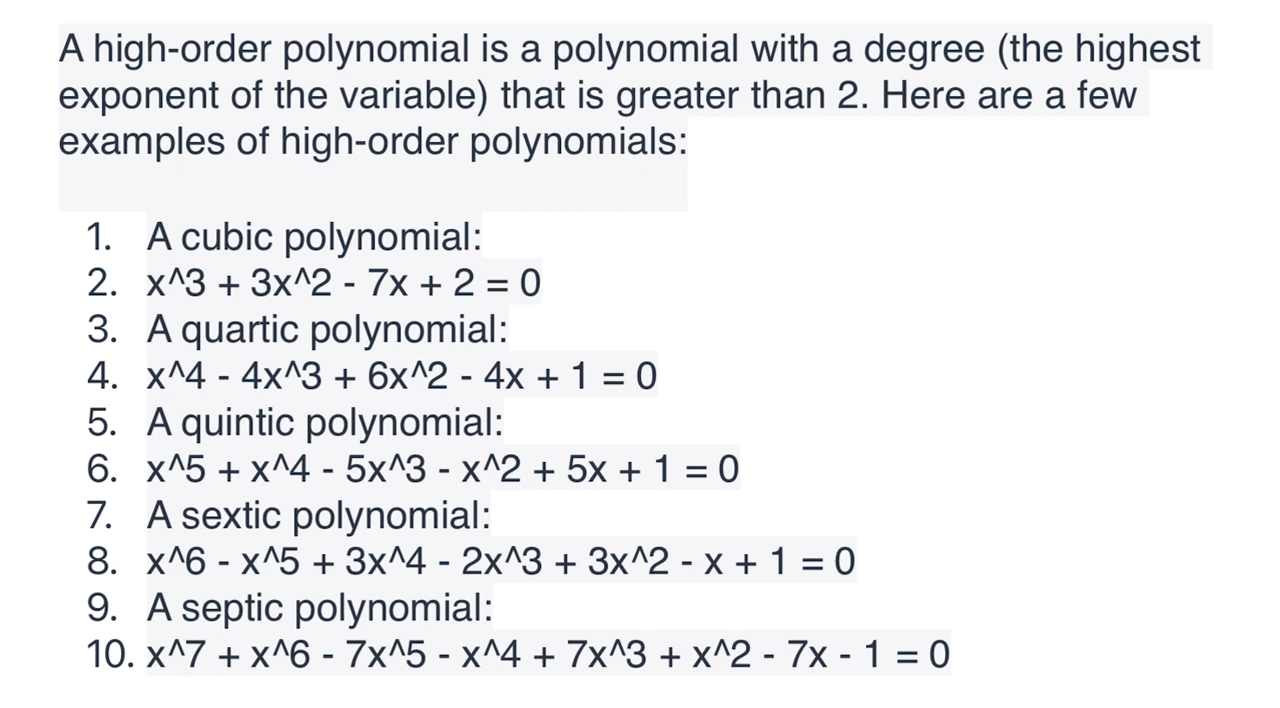 A high-order polynomial is a polynomial with a degree (the highest
exponent of the variable) that is greater than 2. Here are a few
examples of high-order polynomials:
1. A cubic polynomial:
2. x^3 + 3x^2 - 7x + 2 = 0
3. A quartic polynomial:
4. x^4 - 4x^3 + 6x^2 - 4x + 1 = 0
5. A quintic polynomial:
6. x^5 + x^4 - 5x^3 - x^2 + 5x + 1 = 0
7. A sextic polynomial:
8. x^6 - x^5 + 3x^4 - 2x^3 + 3x^2 - x + 1 = 0
9. A septic polynomial:
10. x^7 + x^6 - 7x^5 - x^4 + 7x^3 + x^2 - 7x - 1 = 0